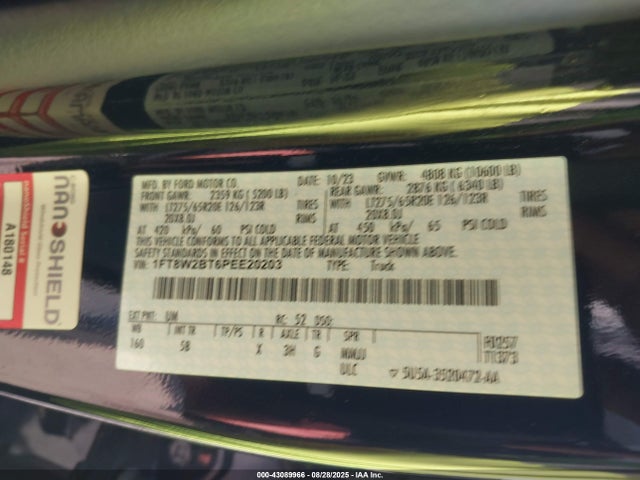 MFD. BY FORD MOTOR CO.
10/23
GVWR: 4808 KG (10600 LB)
FRONT GAWR: 2359 KG (5200 LB)
REAR GAWR: 2876 KG (6340 LB)
WITH LT275/65R20E 126/123R TIRES
20X8.0J RIMS
WITH LT275/65R20E 126/123R TIRES
20X8.0J RIMS
AT 420 kPa/ 60 PSI COLD
AT 450 kPa/ 65 PSI COLD
THIS VEHICLE CONFORMS TO ALL APPLICABLE FEDERAL MOTOR VEHICLE
SAFETY STANDARDS IN EFFECT ON THE DATE OF MANUFACTURE SHOWN ABOVE.
VIN: 1FT8W2BT6PEE20203
TYPE: Truck
EXT PNT: UM
RC: 52 DSO:
WB INT TR TP/PS R AXLE TR SPR
160 5B X 3H G
DLC
5U5A-3520472-AA
Lamin-x
NANOSHIELD
nanoShield Serial #
A180148
000-43089966 - 08/28/2025 - IAA Inc.